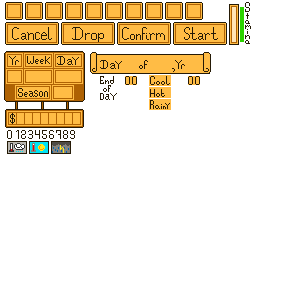 Stamina
Cancel Drop Confirm Start
Yr Week Day
Season
Day of ,Yr
End of Day
00
Cool
Hot
Rainy
00
$
0123456789